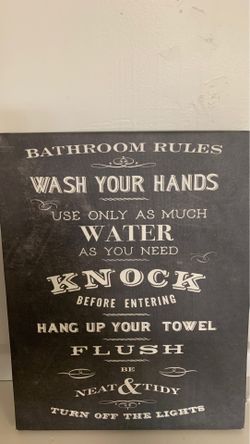 BATHROOM RULES
WASH YOUR HANDS
USE ONLY AS MUCH
WATER
AS YOU NEED
KNOCK
BEFORE ENTERING
HANG UP YOUR TOWEL
FLUSH
BE
NEAT & TIDY
TURN OFF THE LIGHTS